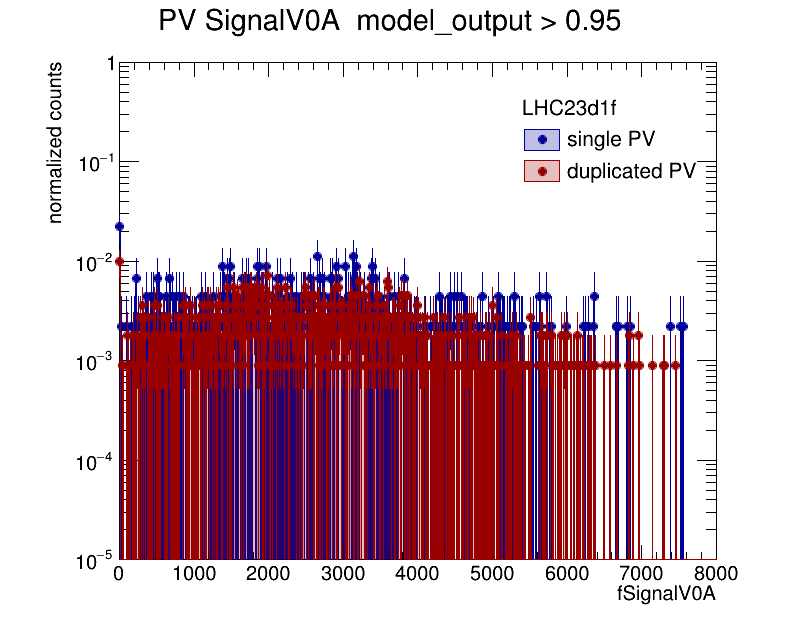 PV SignalV0A  model_output > 0.95
normalized counts
1
10⁻¹
10⁻²
10⁻³
10⁻⁴
10⁻⁵
LHC23d1f
single PV
duplicated PV
0 1000 2000 3000 4000 5000 6000 7000 8000
fSignalV0A